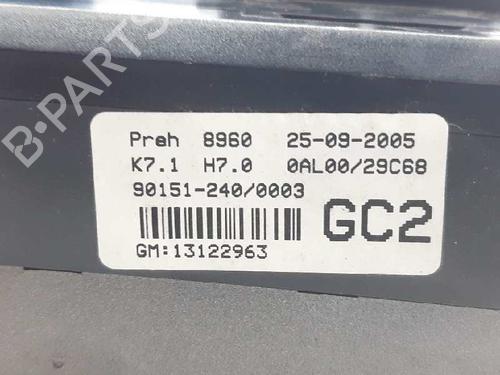 B-PARTS
Preh 8960 25-09-2005
K7.1 H7.0 0AL00/29C68
90151-240/0003
GC2
GM:13122963